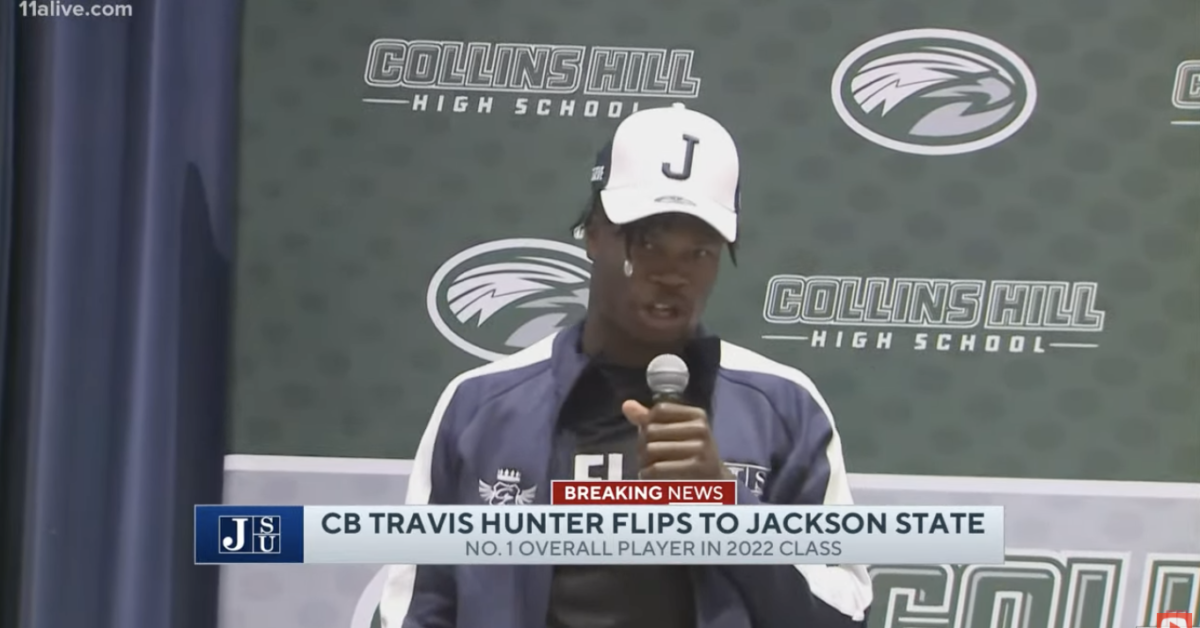 11alive.com
COLLINS HILL
HIGH SCHOOL
J
COLLINS HILL
HIGH SCHOOL
BREAKING NEWS
JSU
CB TRAVIS HUNTER FLIPS TO JACKSON STATE
NO. 1 OVERALL PLAYER IN 2022 CLASS